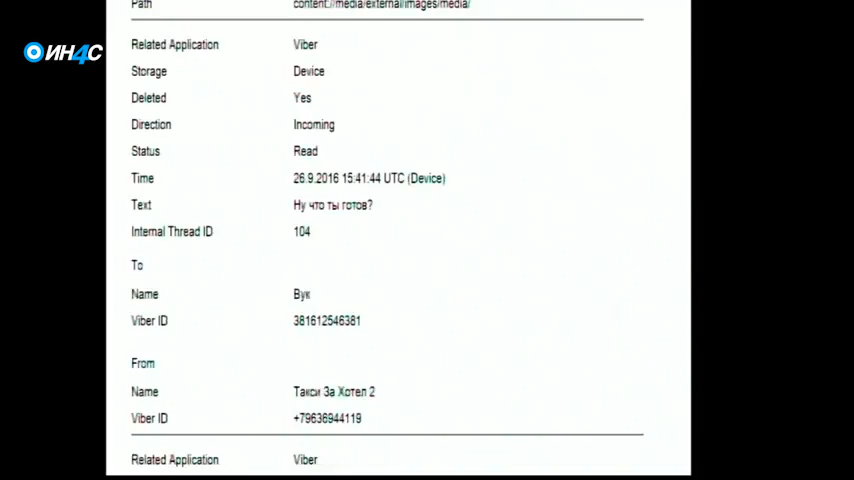 Path content://media/external/images/media/
ИН4С
Related Application Viber
Storage Device
Deleted Yes
Direction Incoming
Status Read
Time 26.9.2016 15:41:44 UTC (Device)
Text Ну что ты готов?
Internal Thread ID 104
To
Name Вук
Viber ID 381612546381
From
Name Такси За Хотел 2
Viber ID +79636944119
Related Application Viber